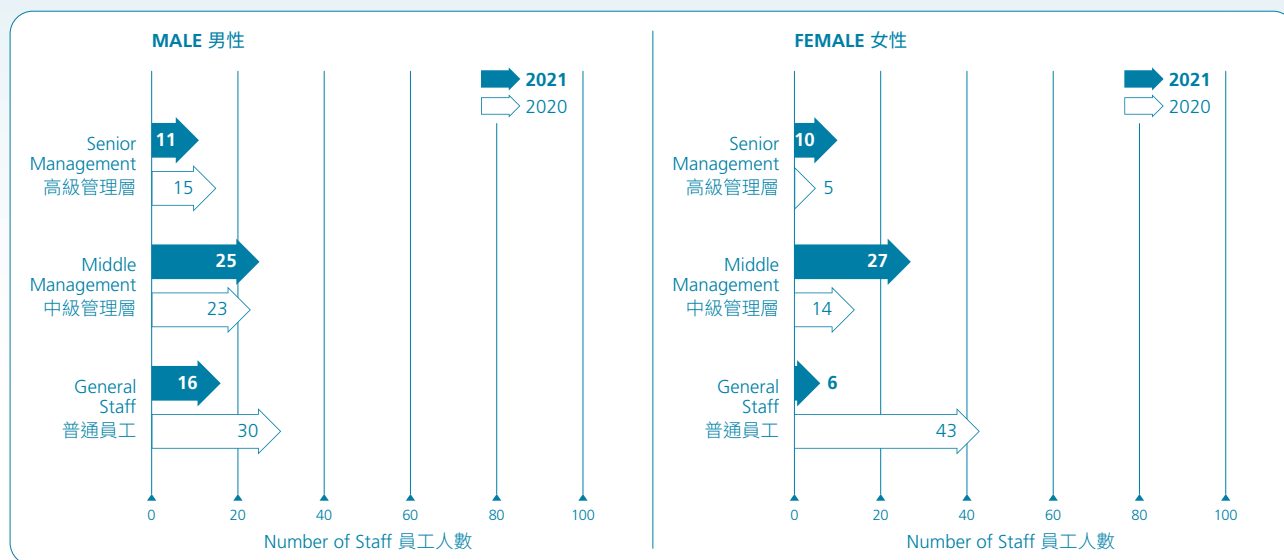 MALE 男性
2021
2020
Senior
Management
高級管理層
11
15
Middle
Management
中級管理層
25
23
General
Staff
普通員工
16
30
0 20 40 60 80 100
Number of Staff 員工人數
FEMALE 女性
2021
2020
Senior
Management
高級管理層
10
5
Middle
Management
中級管理層
27
14
General
Staff
普通員工
6
43
0 20 40 60 80 100
Number of Staff 員工人數